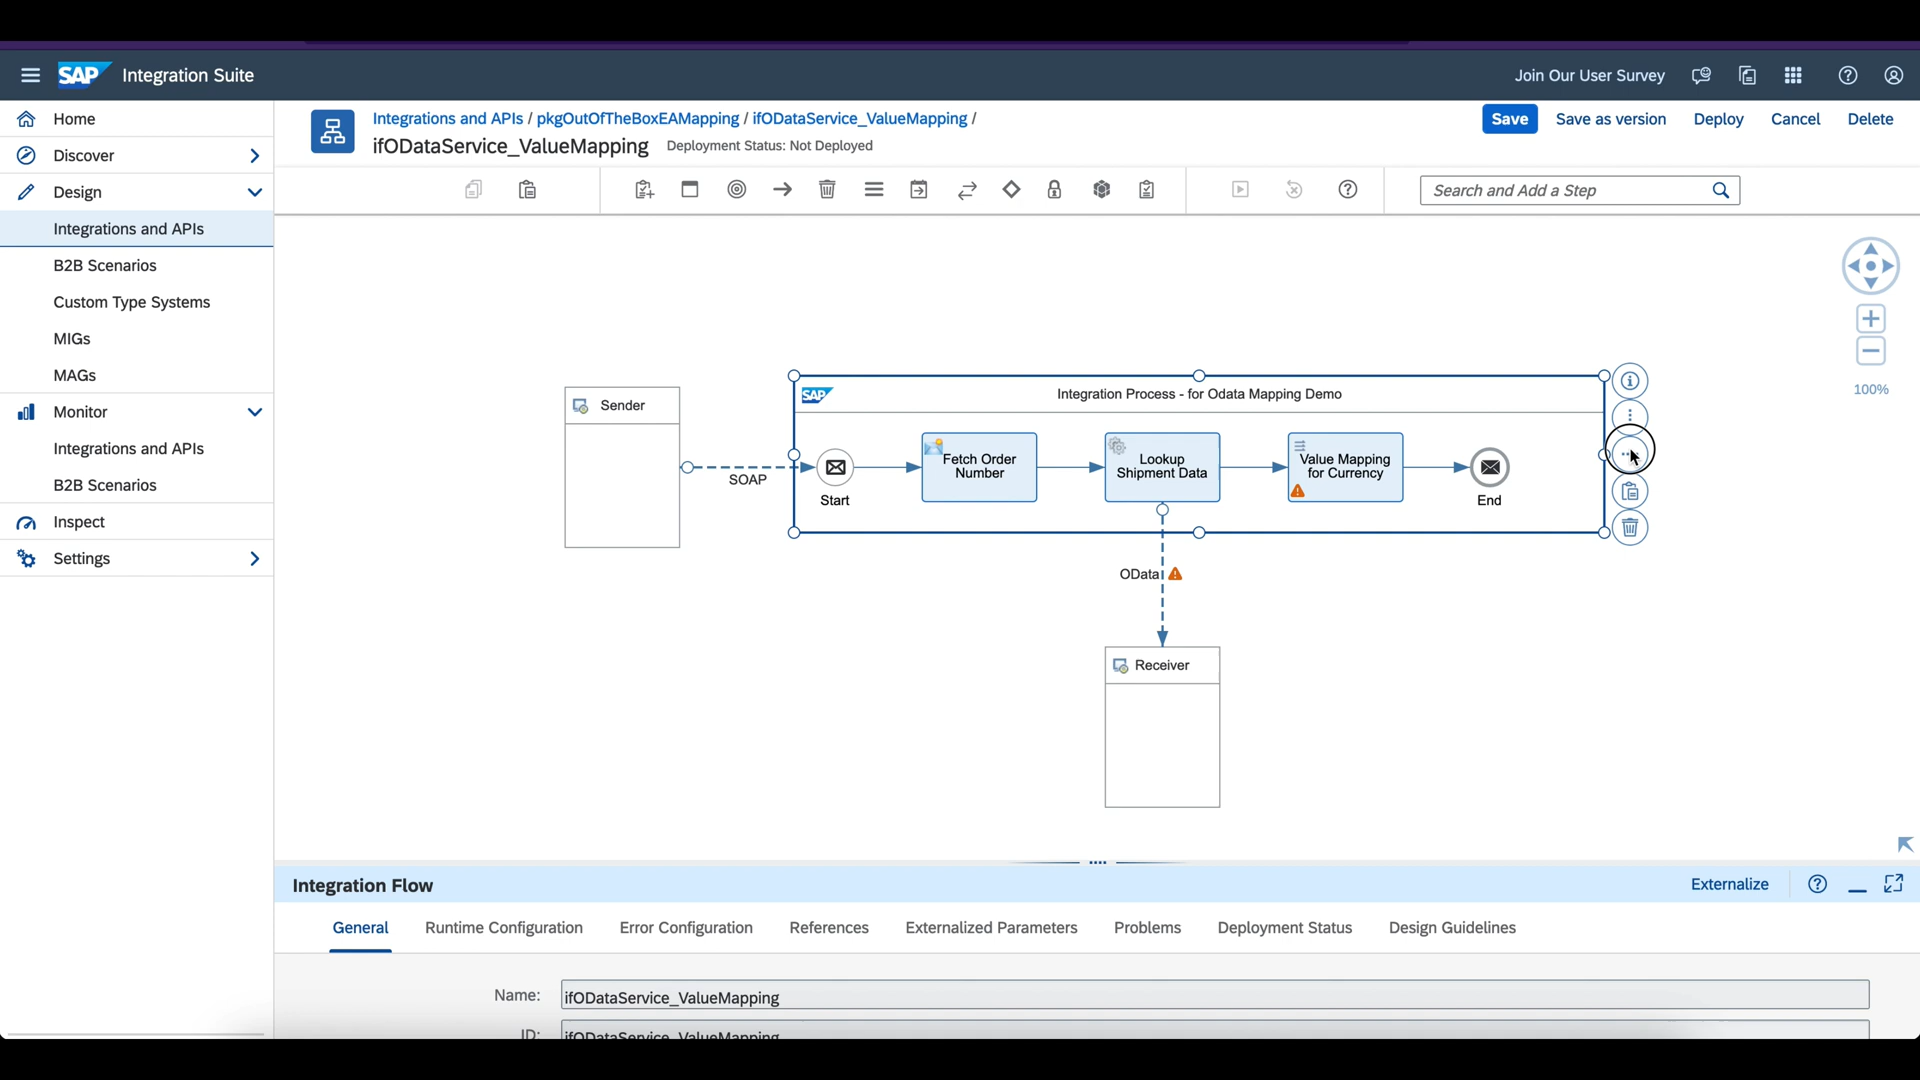 SAP Integration Suite
Join Our User Survey
Home
Discover
Design
Integrations and APIs
B2B Scenarios
Custom Type Systems
MIGs
MAGs
Monitor
Integrations and APIs
B2B Scenarios
Inspect
Settings
Integrations and APIs / pkgOutOfTheBoxEAMapping / ifODataService_ValueMapping /
ifODataService_ValueMapping Deployment Status: Not Deployed
Save Save as version Deploy Cancel Delete
Search and Add a Step
100%
Sender
SOAP
SAP Integration Process - for Odata Mapping Demo
Start
Fetch Order
Number
Lookup
Shipment Data
Value Mapping
for Currency
End
OData
Receiver
Integration Flow
Externalize
General Runtime Configuration Error Configuration References Externalized Parameters Problems Deployment Status Design Guidelines
Name: ifODataService_ValueMapping
ID: ifODataService_ValueMapping